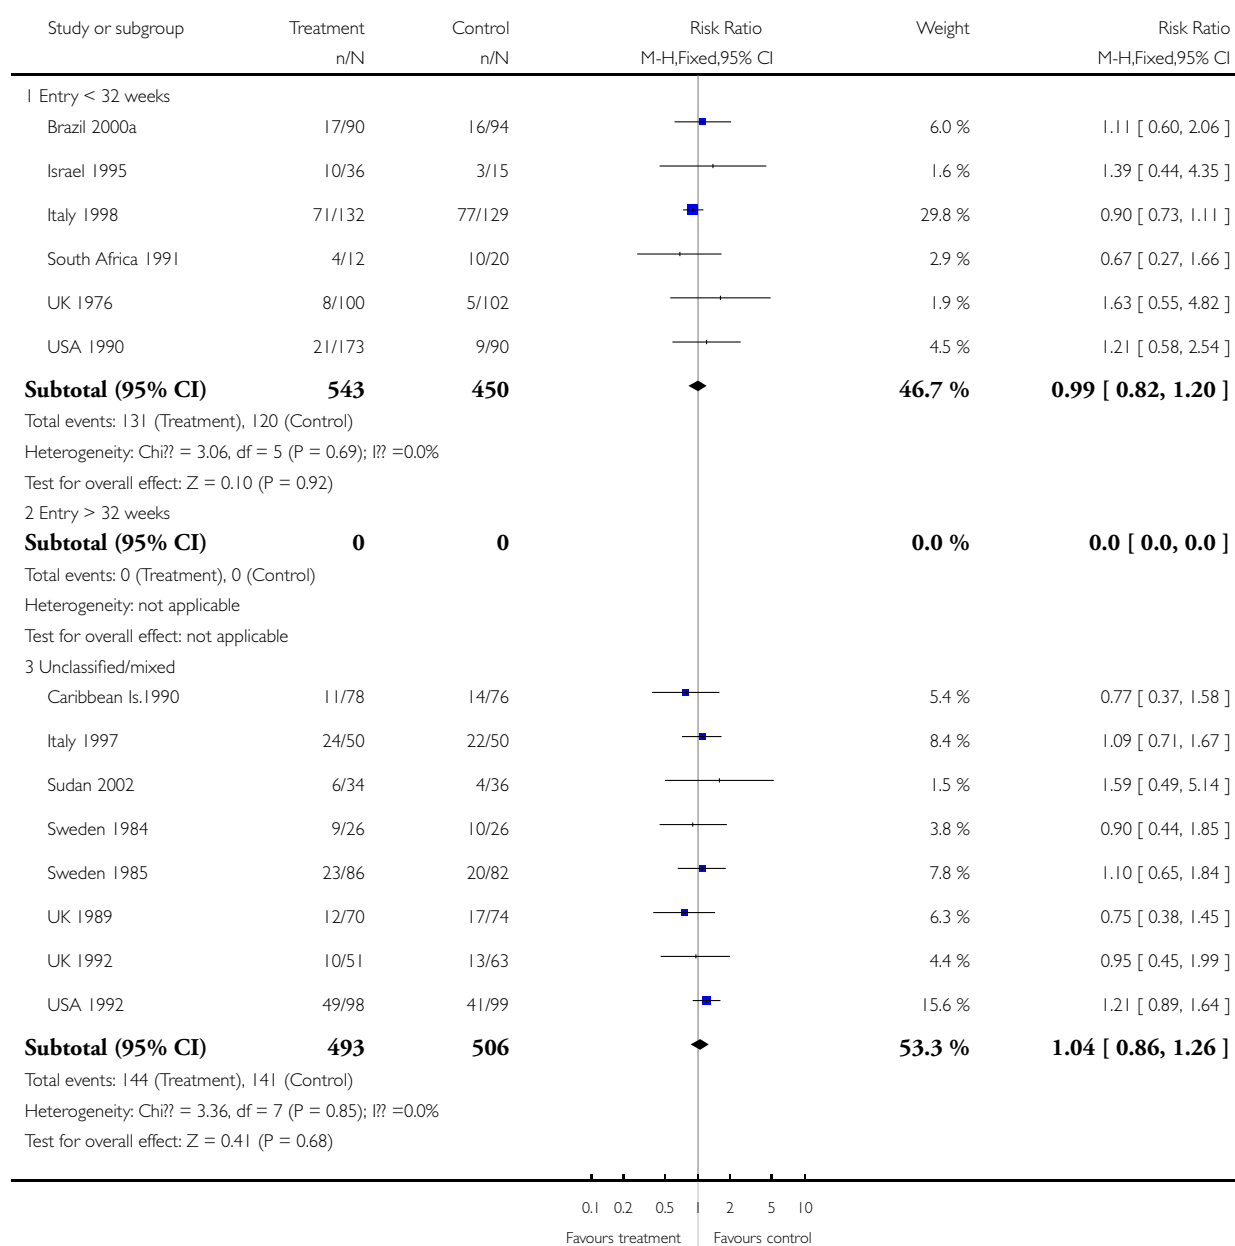 Study or subgroup Treatment Control Risk Ratio Weight Risk Ratio
n/N n/N M-H,Fixed,95% CI M-H,Fixed,95% CI
1 Entry < 32 weeks
Brazil 2000a 17/90 16/94 6.0 % 1.11 [ 0.60, 2.06 ]
Israel 1995 10/36 3/15 1.6 % 1.39 [ 0.44, 4.35 ]
Italy 1998 71/132 77/129 29.8 % 0.90 [ 0.73, 1.11 ]
South Africa 1991 4/12 10/20 2.9 % 0.67 [ 0.27, 1.66 ]
UK 1976 8/100 5/102 1.9 % 1.63 [ 0.55, 4.82 ]
USA 1990 21/173 9/90 4.5 % 1.21 [ 0.58, 2.54 ]
Subtotal (95% CI) 543 450 46.7 % 0.99 [ 0.82, 1.20 ]
Total events: 131 (Treatment), 120 (Control)
Heterogeneity: Chi?? = 3.06, df = 5 (P = 0.69); I?? =0.0%
Test for overall effect: Z = 0.10 (P = 0.92)
2 Entry > 32 weeks
Subtotal (95% CI) 0 0 0.0 % 0.0 [ 0.0, 0.0 ]
Total events: 0 (Treatment), 0 (Control)
Heterogeneity: not applicable
Test for overall effect: not applicable
3 Unclassified/mixed
Caribbean Is.1990 11/78 14/76 5.4 % 0.77 [ 0.37, 1.58 ]
Italy 1997 24/50 22/50 8.4 % 1.09 [ 0.71, 1.67 ]
Sudan 2002 6/34 4/36 1.5 % 1.59 [ 0.49, 5.14 ]
Sweden 1984 9/26 10/26 3.8 % 0.90 [ 0.44, 1.85 ]
Sweden 1985 23/86 20/82 7.8 % 1.10 [ 0.65, 1.84 ]
UK 1989 12/70 17/74 6.3 % 0.75 [ 0.38, 1.45 ]
UK 1992 10/51 13/63 4.4 % 0.95 [ 0.45, 1.99 ]
USA 1992 49/98 41/99 15.6 % 1.21 [ 0.89, 1.64 ]
Subtotal (95% CI) 493 506 53.3 % 1.04 [ 0.86, 1.26 ]
Total events: 144 (Treatment), 141 (Control)
Heterogeneity: Chi?? = 3.36, df = 7 (P = 0.85); I?? =0.0%
Test for overall effect: Z = 0.41 (P = 0.68)
0.1 0.2 0.5 1 2 5 10
Favours treatment Favours control